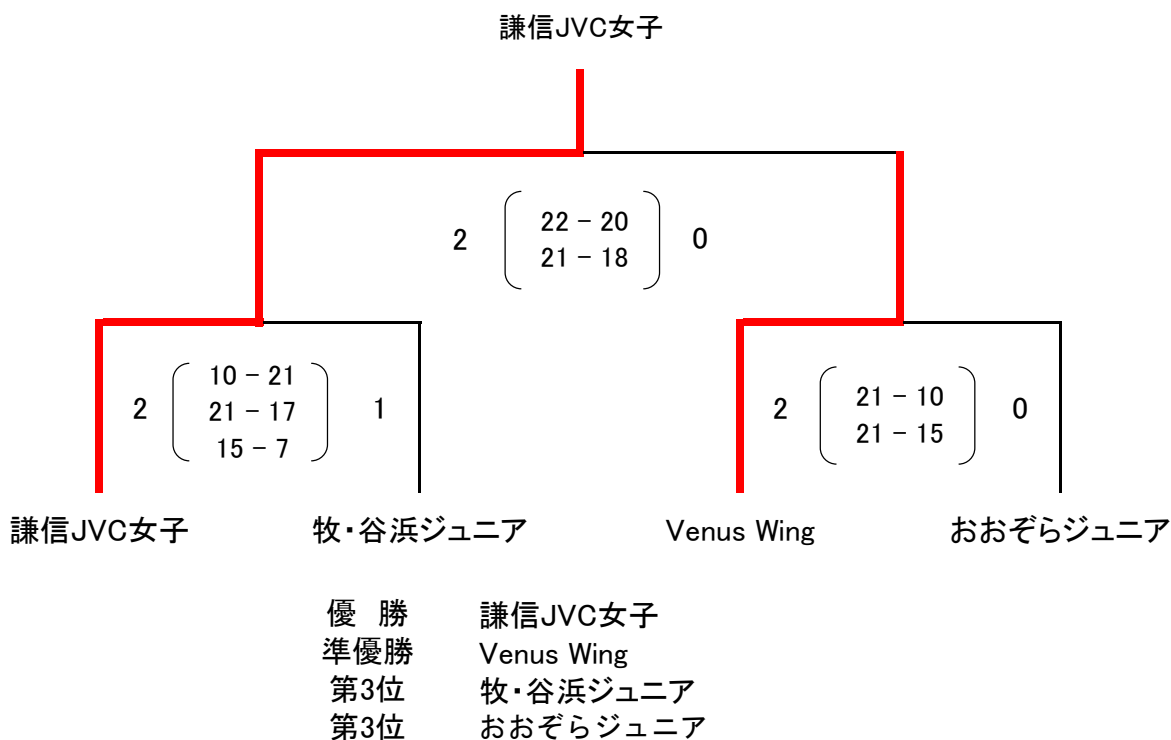 謙信JVC女子
2 22 − 20 0
21 − 18
10 − 21
2 21 − 17 1
15 − 7
2 21 − 10 0
21 − 15
謙信JVC女子 牧・谷浜ジュニア Venus Wing おおぞらジュニア
優　勝 謙信JVC女子
準優勝 Venus Wing
第3位 牧・谷浜ジュニア
第3位 おおぞらジュニア